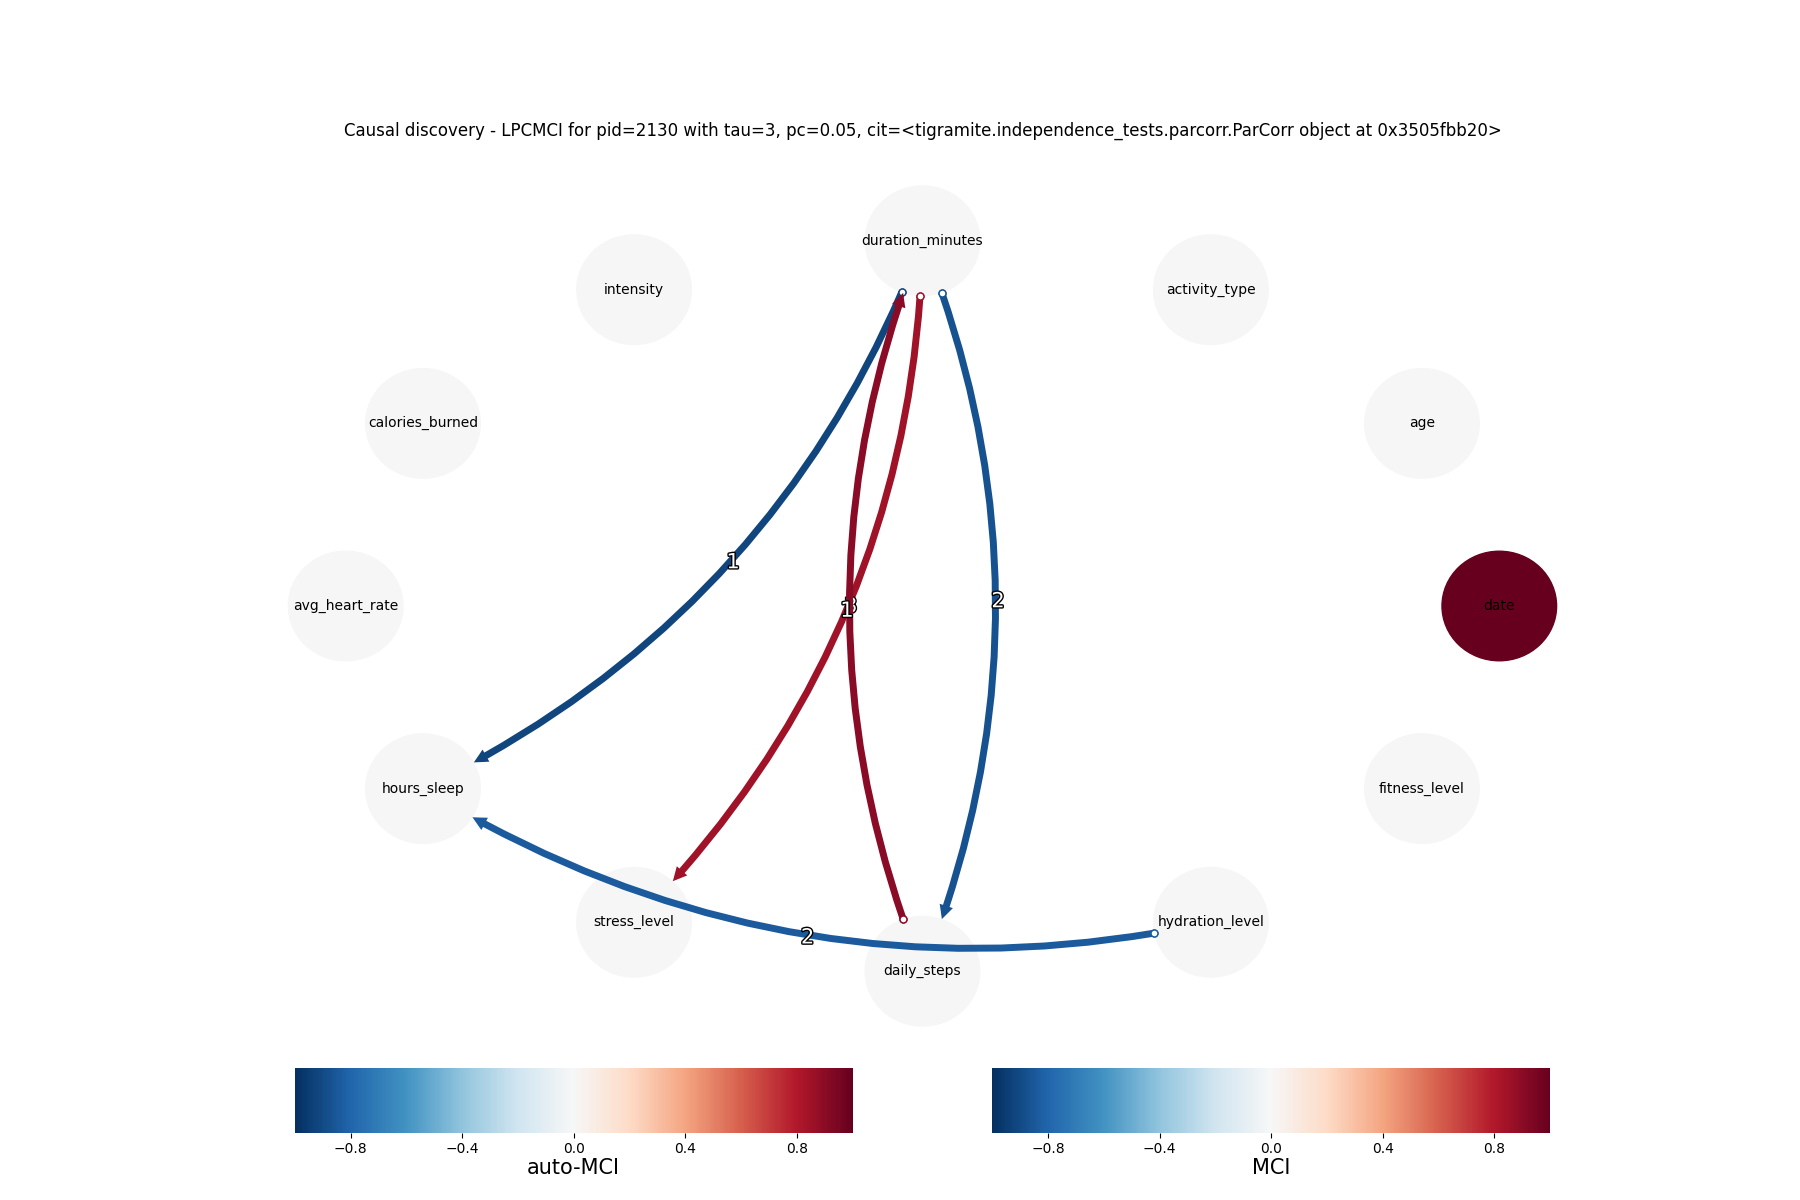 Causal discovery - LPCMCI for pid=2130 with tau=3, pc=0.05, cit=<tigramite.independence_tests.parcorr.ParCorr object at 0x3505fbb20>
duration_minutes
intensity
activity_type
calories_burned
age
1
2
1
avg_heart_rate
date
hours_sleep
fitness_level
stress_level
hydration_level
2
daily_steps
−0.8 −0.4 0.0 0.4 0.8
auto-MCI
−0.8 −0.4 0.0 0.4 0.8
MCI